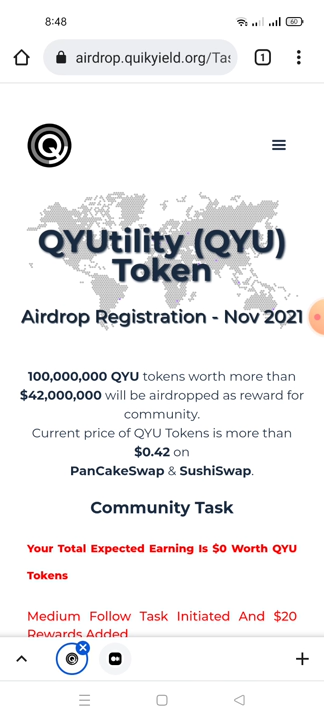 8:48
60
airdrop.quikyield.org/Tas
1
QYUtility (QYU)
Token
Airdrop Registration - Nov 2021
100,000,000 QYU tokens worth more than
$42,000,000 will be airdropped as reward for
community.
Current price of QYU Tokens is more than
$0.42 on
PanCakeSwap & SushiSwap.
Community Task
Your Total Expected Earning Is $0 Worth QYU
Tokens
Medium Follow Task Initiated And $20
Rewards Added